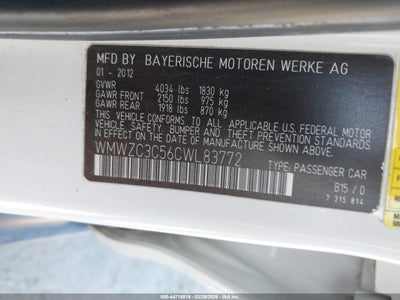 MFD BY BAYERISCHE MOTOREN WERKE AG
01 - 2012
GVWR 4034 lbs 1830 kg
GAWR FRONT 2150 lbs 975 kg
GAWR REAR 1918 lbs 870 kg
THIS VEHICLE CONFORMS TO ALL APPLICABLE U.S. FEDERAL MOTOR
VEHICLE SAFETY, BUMPER, AND THEFT PREVENTION STANDARDS
IN EFFECT ON THE DATE OF MANUFACTURE SHOWN ABOVE.
WMWZC3C56CWL83772 TYPE: PASSENGER CAR
B15 / 0
7 315 814